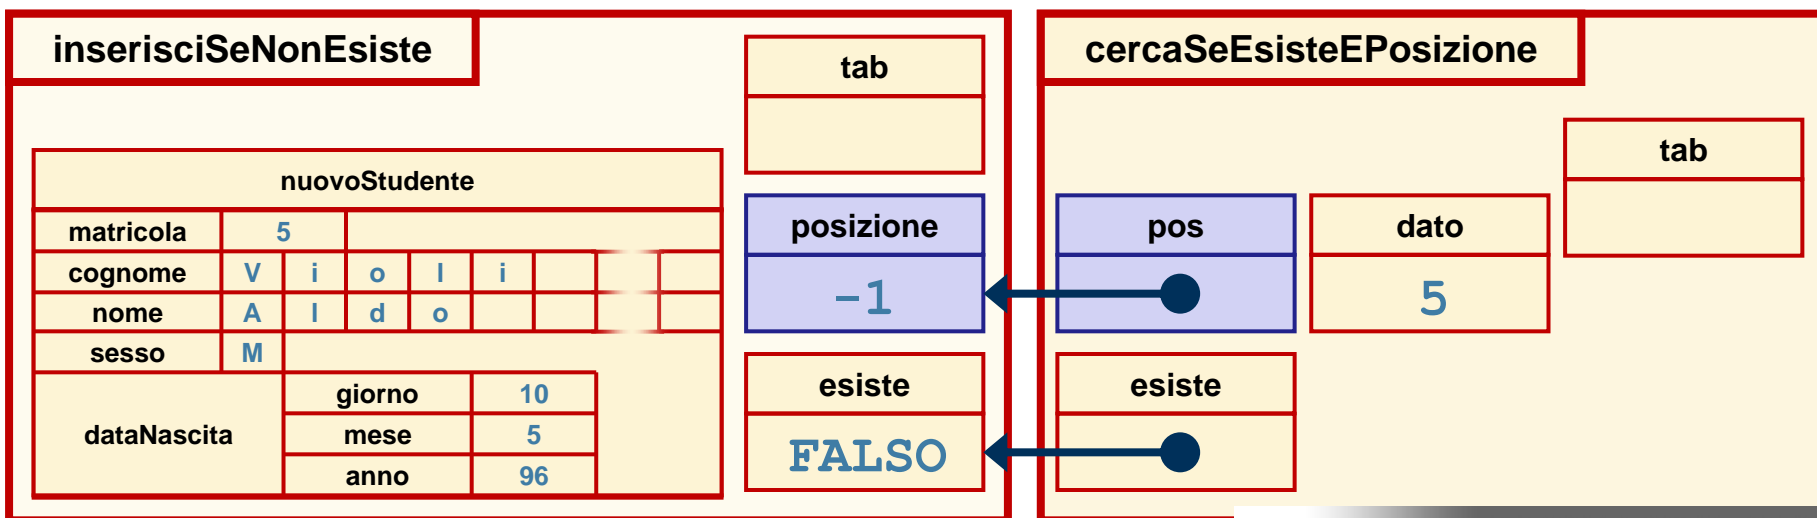 inserisciSeNonEsiste
tab
nuovoStudente
matricola 5
cognome V i o l i
nome A l d o
sesso M
dataNascita
giorno 10
mese 5
anno 96
posizione
-1
esiste
FALSO
cercaSeEsisteEPosizione
tab
pos
dato
5
esiste